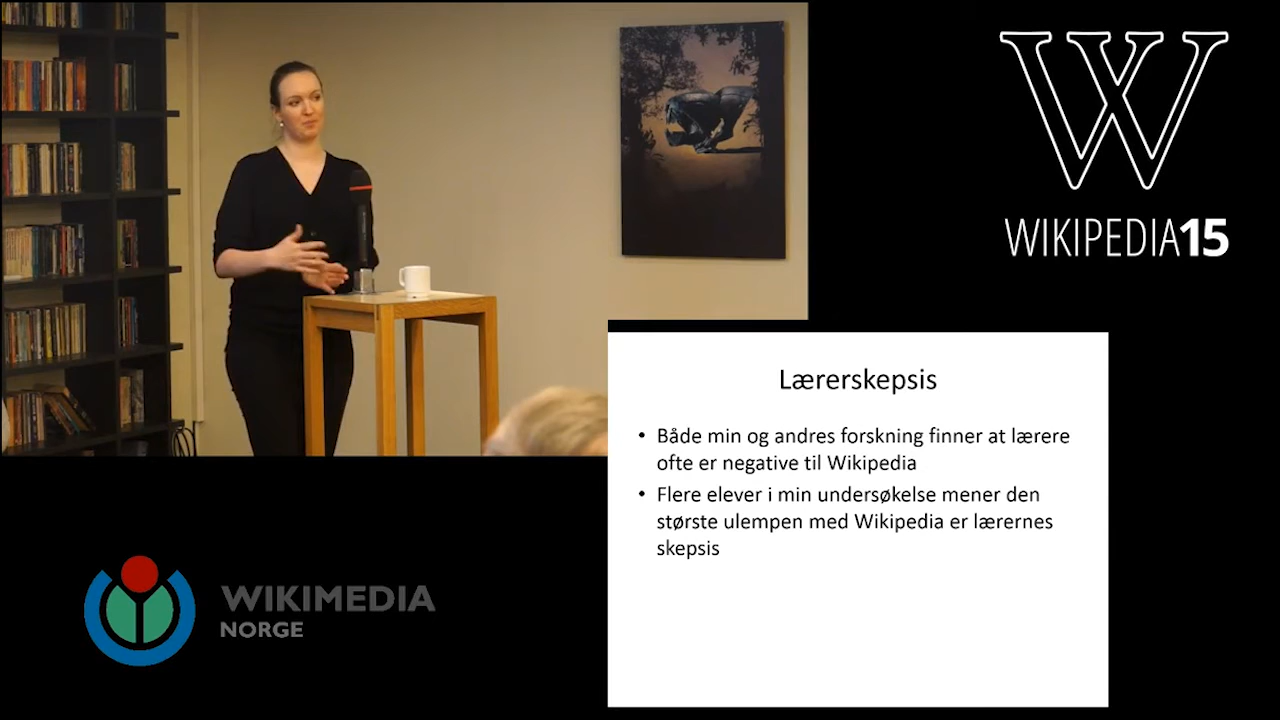 WIKIPEDIA15
Lærerskepsis
• Både min og andres forskning finner at lærere
ofte er negative til Wikipedia
• Flere elever i min undersøkelse mener den
største ulempen med Wikipedia er lærernes
skepsis
WIKIMEDIA
NORGE